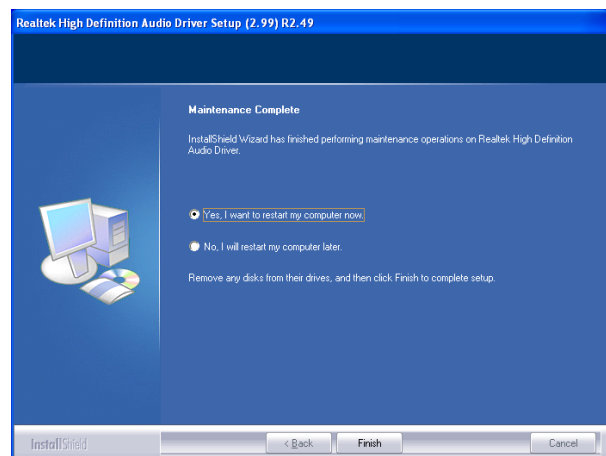 Realtek High Definition Audio Driver Setup (2.99) R2.49
Maintenance Complete
InstallShield Wizard has finished performing maintenance operations on Realtek High Definition
Audio Driver.
Yes, I want to restart my computer now.
No, I will restart my computer later.
Remove any disks from their drives, and then click Finish to complete setup.
InstallShield
< Back
Finish
Cancel